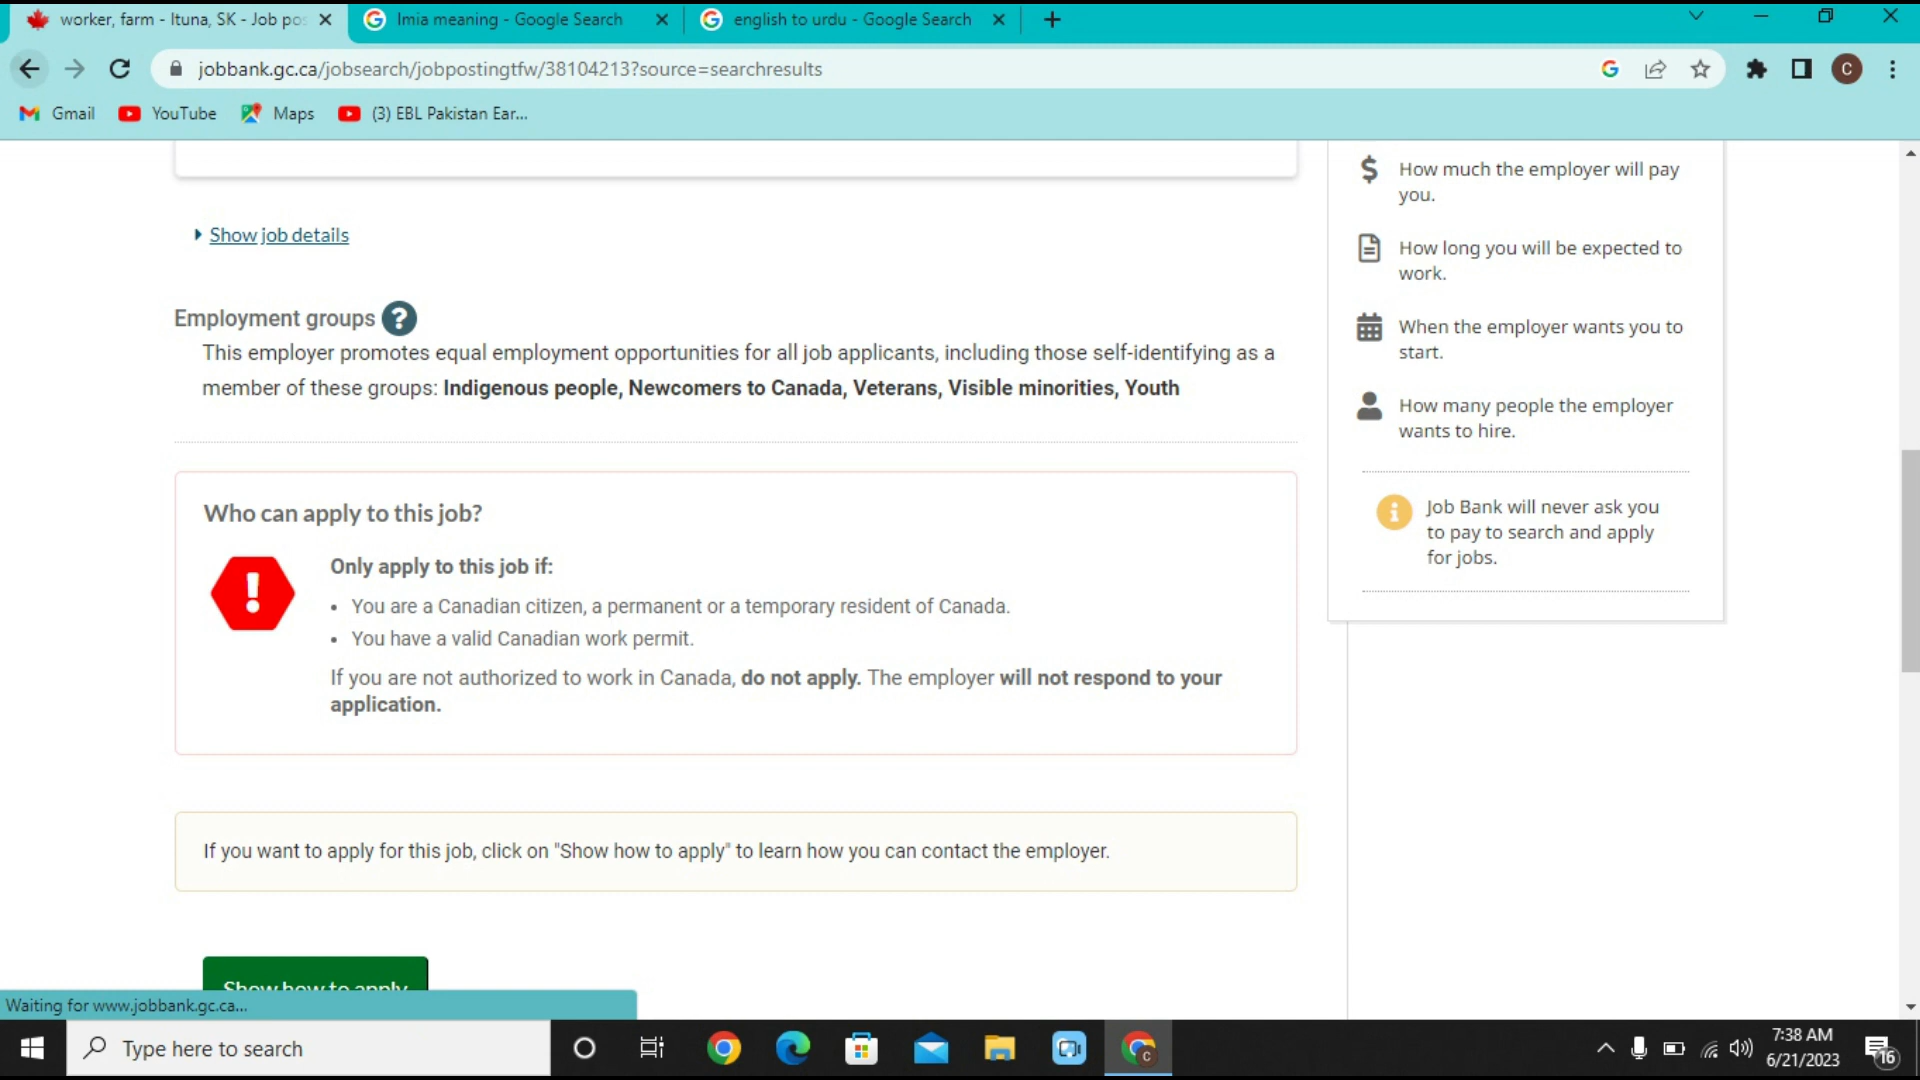 worker, farm - Ituna, SK - Job pos
lmia meaning - Google Search
english to urdu - Google Search
jobbank.gc.ca/jobsearch/jobpostingtfw/38104213?source=searchresults
C
Gmail
YouTube
Maps
(3) EBL Pakistan Ear...
Show job details
Employment groups ?
This employer promotes equal employment opportunities for all job applicants, including those self-identifying as a
member of these groups: Indigenous people, Newcomers to Canada, Veterans, Visible minorities, Youth
Who can apply to this job?
Only apply to this job if:
• You are a Canadian citizen, a permanent or a temporary resident of Canada.
• You have a valid Canadian work permit.
If you are not authorized to work in Canada, do not apply. The employer will not respond to your
application.
If you want to apply for this job, click on "Show how to apply" to learn how you can contact the employer.
Show how to apply
How much the employer will pay
you.
How long you will be expected to
work.
When the employer wants you to
start.
How many people the employer
wants to hire.
Job Bank will never ask you
to pay to search and apply
for jobs.
Waiting for www.jobbank.gc.ca...
Type here to search
7:38 AM
6/21/2023
16